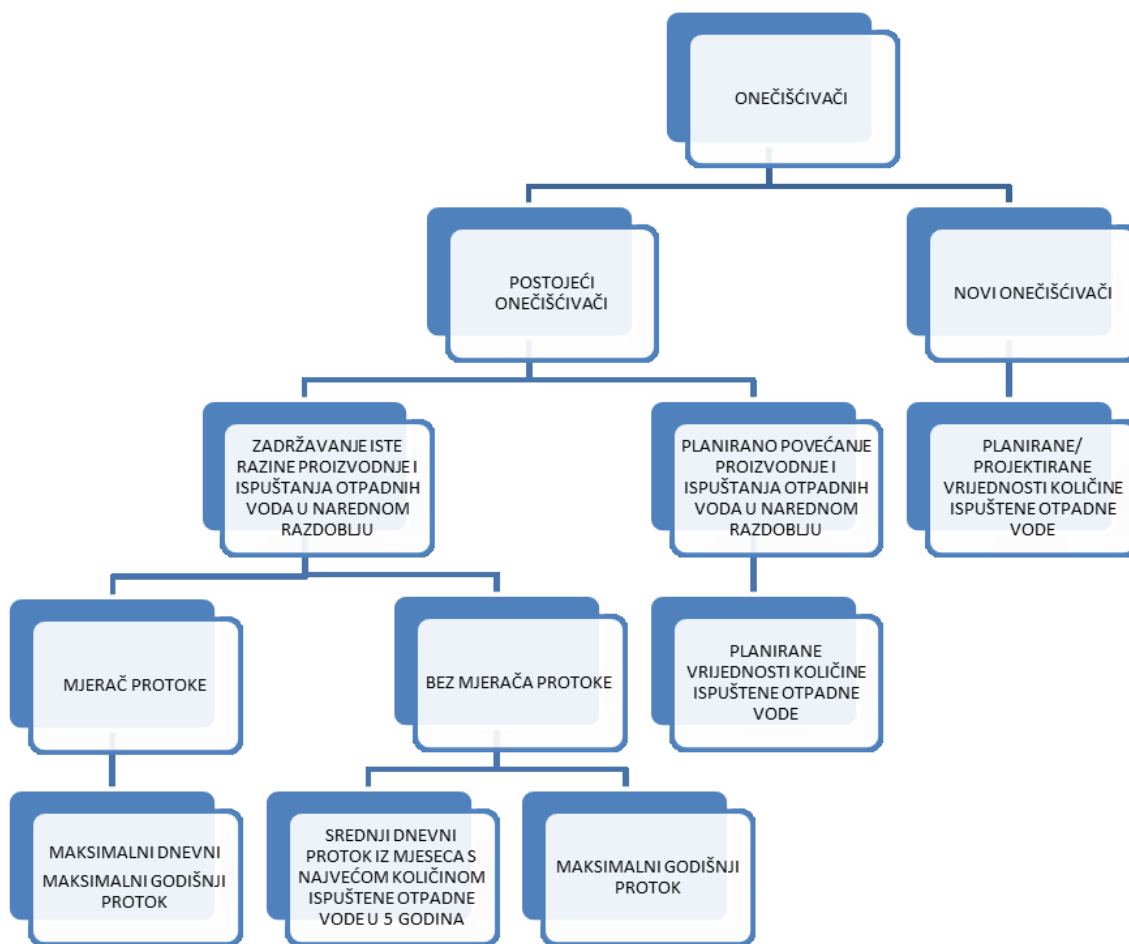 ONEČIŠĆIVAČI
POSTOJEĆI
ONEČIŠĆIVAČI
NOVI ONEČIŠĆIVAČI
ZADRŽAVANJE ISTE
RAZINE PROIZVODNJE I
ISPUŠTANJA OTPADNIH
VODA U NAREDNOM
RAZDOBLJU
PLANIRANO POVEĆANJE
PROIZVODNJE I
ISPUŠTANJA OTPADNIH
VODA U NAREDNOM
RAZDOBLJU
PLANIRANE/
PROJEKTIRANE
VRIJEDNOSTI KOLIČINE
ISPUŠTENE OTPADNE
VODE
MJERAČ PROTOKE
BEZ MJERAČA PROTOKE
PLANIRANE
VRIJEDNOSTI KOLIČINE
ISPUŠTENE OTPADNE
VODE
MAKSIMALNI DNEVNI
MAKSIMALNI GODIŠNJI
PROTOK
SREDNJI DNEVNI
PROTOK IZ MJESECA S
NAJVEĆOM KOLIČINOM
ISPUŠTENE OTPADNE
VODE U 5 GODINA
MAKSIMALNI GODIŠNJI
PROTOK